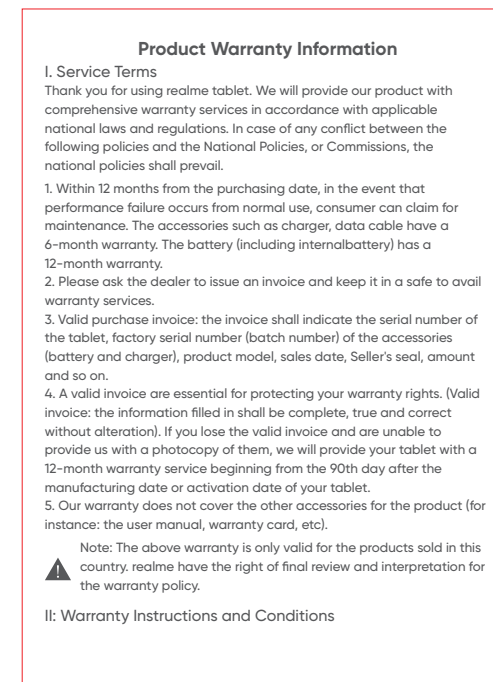 Product Warranty Information
I. Service Terms
Thank you for using realme tablet. We will provide our product with
comprehensive warranty services in accordance with applicable
national laws and regulations. In case of any conflict between the
following policies and the National Policies, or Commissions, the
national policies shall prevail.
1. Within 12 months from the purchasing date, in the event that
performance failure occurs from normal use, consumer can claim for
maintenance. The accessories such as charger, data cable have a
6-month warranty. The battery (including internalbattery) has a
12-month warranty.
2. Please ask the dealer to issue an invoice and keep it in a safe to avail
warranty services.
3. Valid purchase invoice: the invoice shall indicate the serial number of
the tablet, factory serial number (batch number) of the accessories
(battery and charger), product model, sales date, Seller's seal, amount
and so on.
4. A valid invoice are essential for protecting your warranty rights. (Valid
invoice: the information filled in shall be complete, true and correct
without alteration). If you lose the valid invoice and are unable to
provide us with a photocopy of them, we will provide your tablet with a
12-month warranty service beginning from the 90th day after the
manufacturing date or activation date of your tablet.
5. Our warranty does not cover the other accessories for the product (for
instance: the user manual, warranty card, etc).
Note: The above warranty is only valid for the products sold in this
country. realme have the right of final review and interpretation for
the warranty policy.
II: Warranty Instructions and Conditions